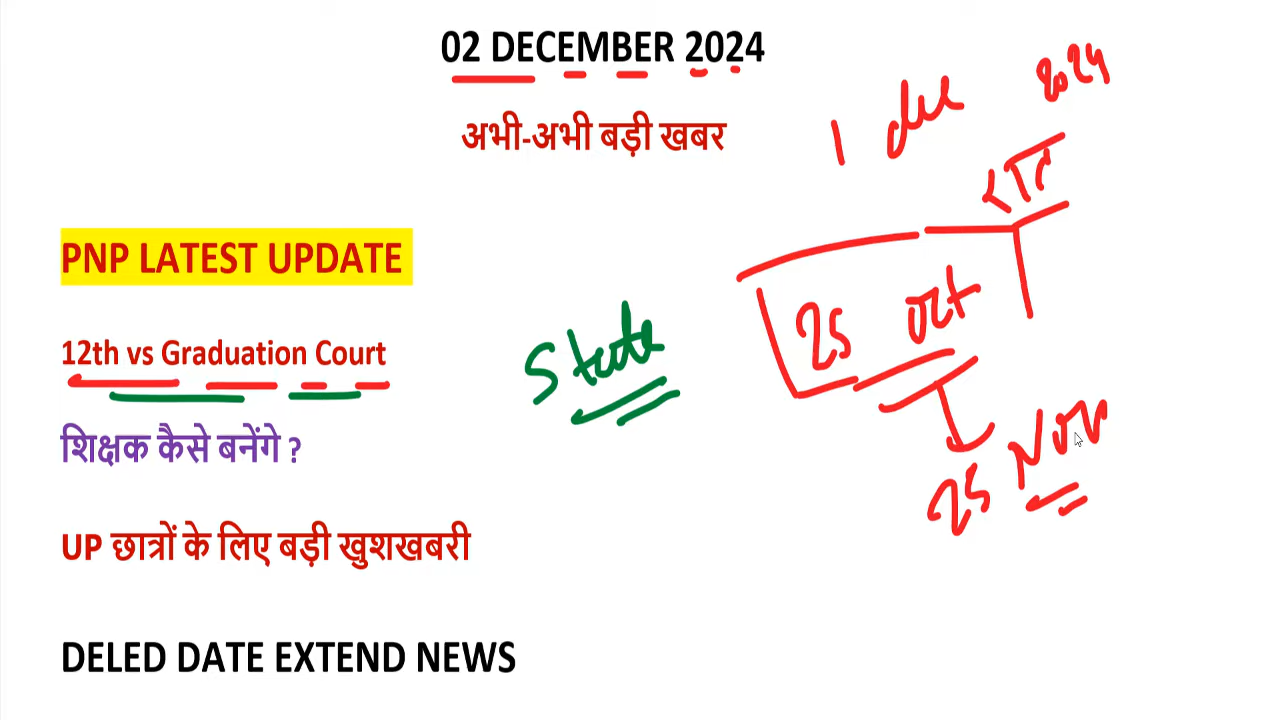 02 DECEMBER 2024
अभी-अभी बड़ी खबर
1 dec 2024
रात
PNP LATEST UPDATE
25 oct
State
12th vs Graduation Court
25 Nov
शिक्षक कैसे बनेंगे ?
UP छात्रों के लिए बड़ी खुशखबरी
DELED DATE EXTEND NEWS